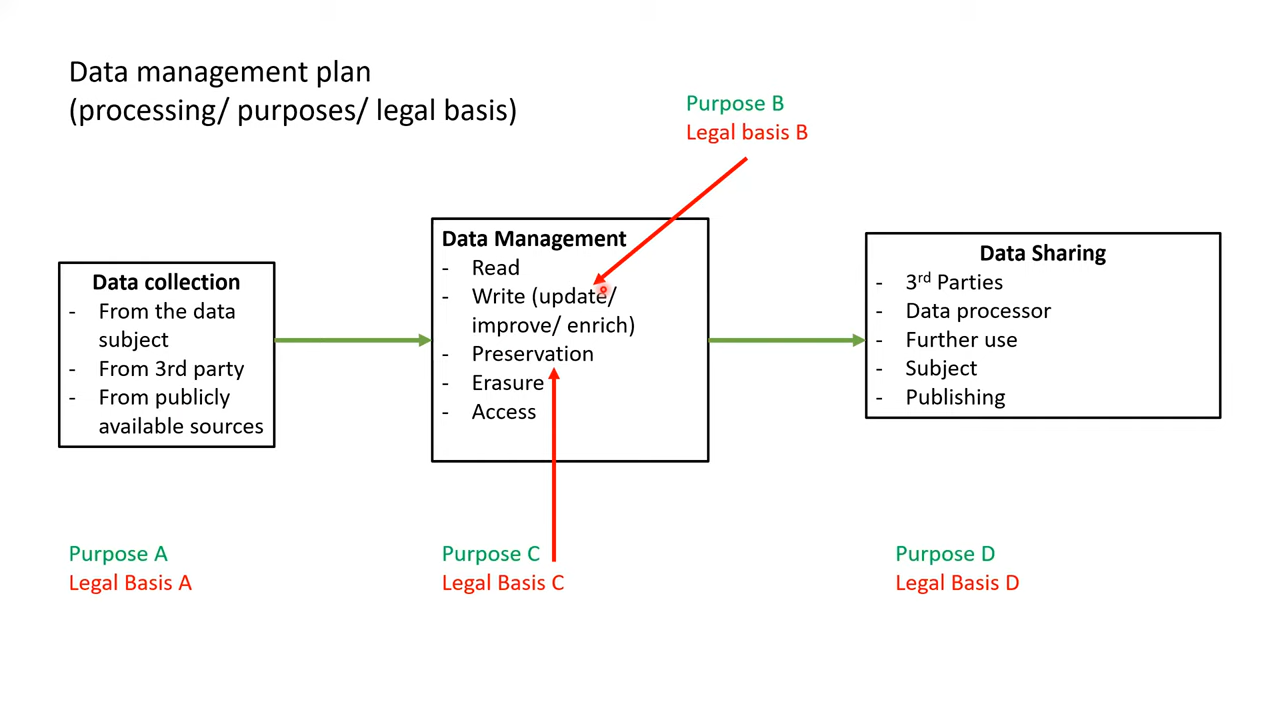 Data management plan
(processing/ purposes/ legal basis)
Purpose B
Legal basis B
Data collection
- From the data
subject
- From 3rd party
- From publicly
available sources
Data Management
- Read
- Write (update/
improve/ enrich)
- Preservation
- Erasure
- Access
Data Sharing
- 3rd Parties
- Data processor
- Further use
- Subject
- Publishing
Purpose A
Legal Basis A
Purpose C
Legal Basis C
Purpose D
Legal Basis D